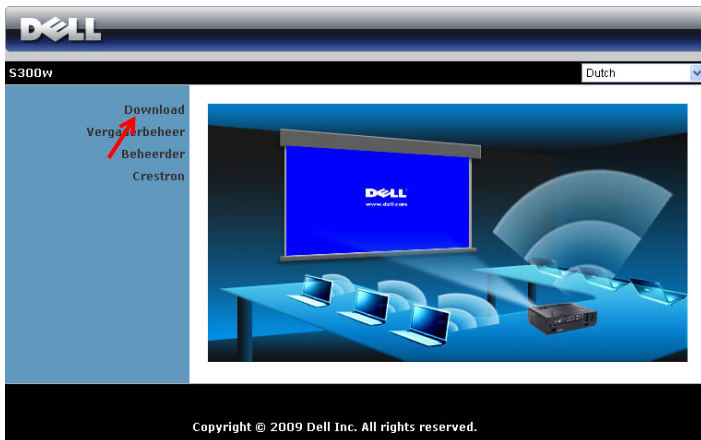 DELL
S300w
Dutch
Download
Vergaderbeheer
Beheerder
Crestron
DELL
www.dell.com
Copyright © 2009 Dell Inc. All rights reserved.